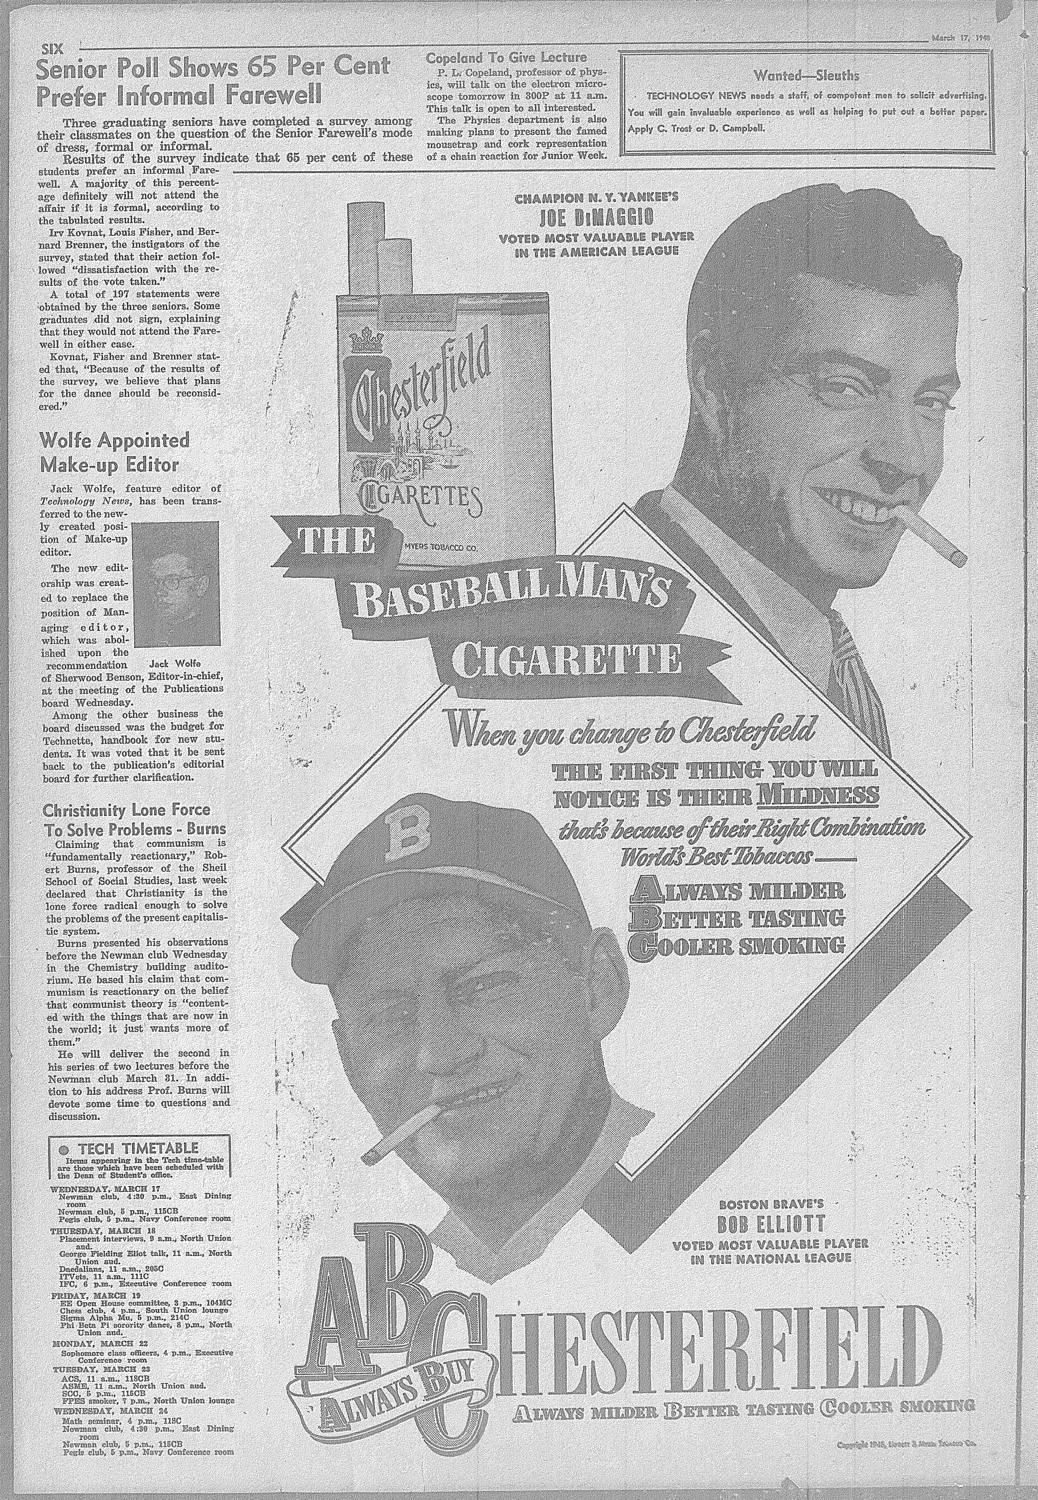 SIX
March 17, 1948
Senior Poll Shows 65 Per Cent
Prefer Informal Farewell
Three graduating seniors have completed a survey among
their classmates on the question of the Senior Farewell's mode
of dress, formal or informal.
Results of the survey indicate that 65 per cent of these
students prefer an informal Fare-
well. A majority of this percent-
age definitely will not attend the
affair if it is formal, according to
the tabulated results.
Irv Kovnat, Louis Fisher, and Ber-
nard Brenner, the instigators of the
survey, stated that their action fol-
lowed "dissatisfaction with the re-
sults of the vote taken."
A total of 197 statements were
obtained by the three seniors. Some
graduates did not sign, explaining
that they would not attend the Fare-
well in either case.
Kovnat, Fisher and Brenner stat-
ed that, "Because of the results of
the survey, we believe that plans
for the dance should be reconsid-
ered."
Wolfe Appointed
Make-up Editor
Jack Wolfe, feature editor of
Technology News, has been trans-
ferred to the new-
ly created posi-
tion of Make-up
editor.
The new edit-
orship was creat-
ed to replace the
position of Man-
aging editor,
which was abol-
ished upon the
recommendation
Jack Wolfe
of Sherwood Benson, Editor-in-chief,
at the meeting of the Publications
board Wednesday.
Among the other business the
board discussed was the budget for
Technette, handbook for new stu-
dents. It was voted that it be sent
back to the publication's editorial
board for further clarification.
Christianity Lone Force
To Solve Problems - Burns
Claiming that communism is
"fundamentally reactionary," Rob-
ert Burns, professor of the Sheil
School of Social Studies, last week
declared that Christianity is the
lone force radical enough to solve
the problems of the present capitalis-
tic system.
Burns presented his observations
before the Newman club Wednesday
in the Chemistry building audito-
rium. He based his claim that com-
munism is reactionary on the belief
that communist theory is "content-
ed with the things that are now in
the world; it just wants more of
them."
He will deliver the second in
his series of two lectures before the
Newman club March 31. In addi-
tion to his address Prof. Burns will
devote some time to questions and
discussion.
TECH TIMETABLE
Items appearing in the Tech time-table
are those which have been scheduled with
the Dean of Student's office.
WEDNESDAY, MARCH 17
Newman club, 4:30 p.m., East Dining
room
Newman club, 5 p.m., 115CB
Pegis club, 5 p.m., Navy Conference room
THURSDAY, MARCH 18
Placement interviews, 9 a.m., North Union
aud.
George Fielding Eliot talk, 11 a.m., North
Union aud.
Daedalians, 11 a.m., 205C
ITVets, 11 a.m., 111C
IFC, 6 p.m., Executive Conference room
FRIDAY, MARCH 19
EE Open House committee, 3 p.m., 104MC
Chess club, 4 p.m., South Union lounge
Sigma Alpha Mu, 5 p.m., 214C
Phi Beta Pi sorority dance, 8 p.m., North
Union aud.
MONDAY, MARCH 22
Sophomore class officers, 4 p.m., Executive
Conference room
TUESDAY, MARCH 23
ACS, 11 a.m., 118CB
ASME, 11 a.m., North Union aud.
SCC, 5 p.m., 115CB
FPES smoker, 7 p.m., North Union lounge
WEDNESDAY, MARCH 24
Math seminar, 4 p.m., 118C
Newman club, 4:30 p.m., East Dining
room
Newman club, 5 p.m., 115CB
Pegis club, 5 p.m., Navy Conference room
Copeland To Give Lecture
P. L. Copeland, professor of phys-
ics, will talk on the electron micro-
scope tomorrow in 300P at 11 a.m.
This talk is open to all interested.
The Physics department is also
making plans to present the famed
mousetrap and cork representation
of a chain reaction for Junior Week.
Wanted—Sleuths
TECHNOLOGY NEWS needs a staff, of competent men to solicit advertising.
You will gain invaluable experience as well as helping to put out a better paper.
Apply C. Trost or D. Campbell.
CHAMPION N. Y. YANKEE'S
JOE DiMAGGIO
VOTED MOST VALUABLE PLAYER
IN THE AMERICAN LEAGUE
Chesterfield
CIGARETTES
MYERS TOBACCO CO.
THE
BASEBALL MAN'S
CIGARETTE
When you change to Chesterfield
THE FIRST THING YOU WILL
NOTICE IS THEIR MILDNESS
that's because of their Right Combination
World's Best Tobaccos —
ALWAYS MILDER
BETTER TASTING
COOLER SMOKING
B
BOSTON BRAVE'S
BOB ELLIOTT
VOTED MOST VALUABLE PLAYER
IN THE NATIONAL LEAGUE
ABC
ALWAYS BUY
CHESTERFIELD
ALWAYS MILDER BETTER TASTING COOLER SMOKING
Copyright 1948, Liggett & Myers Tobacco Co.